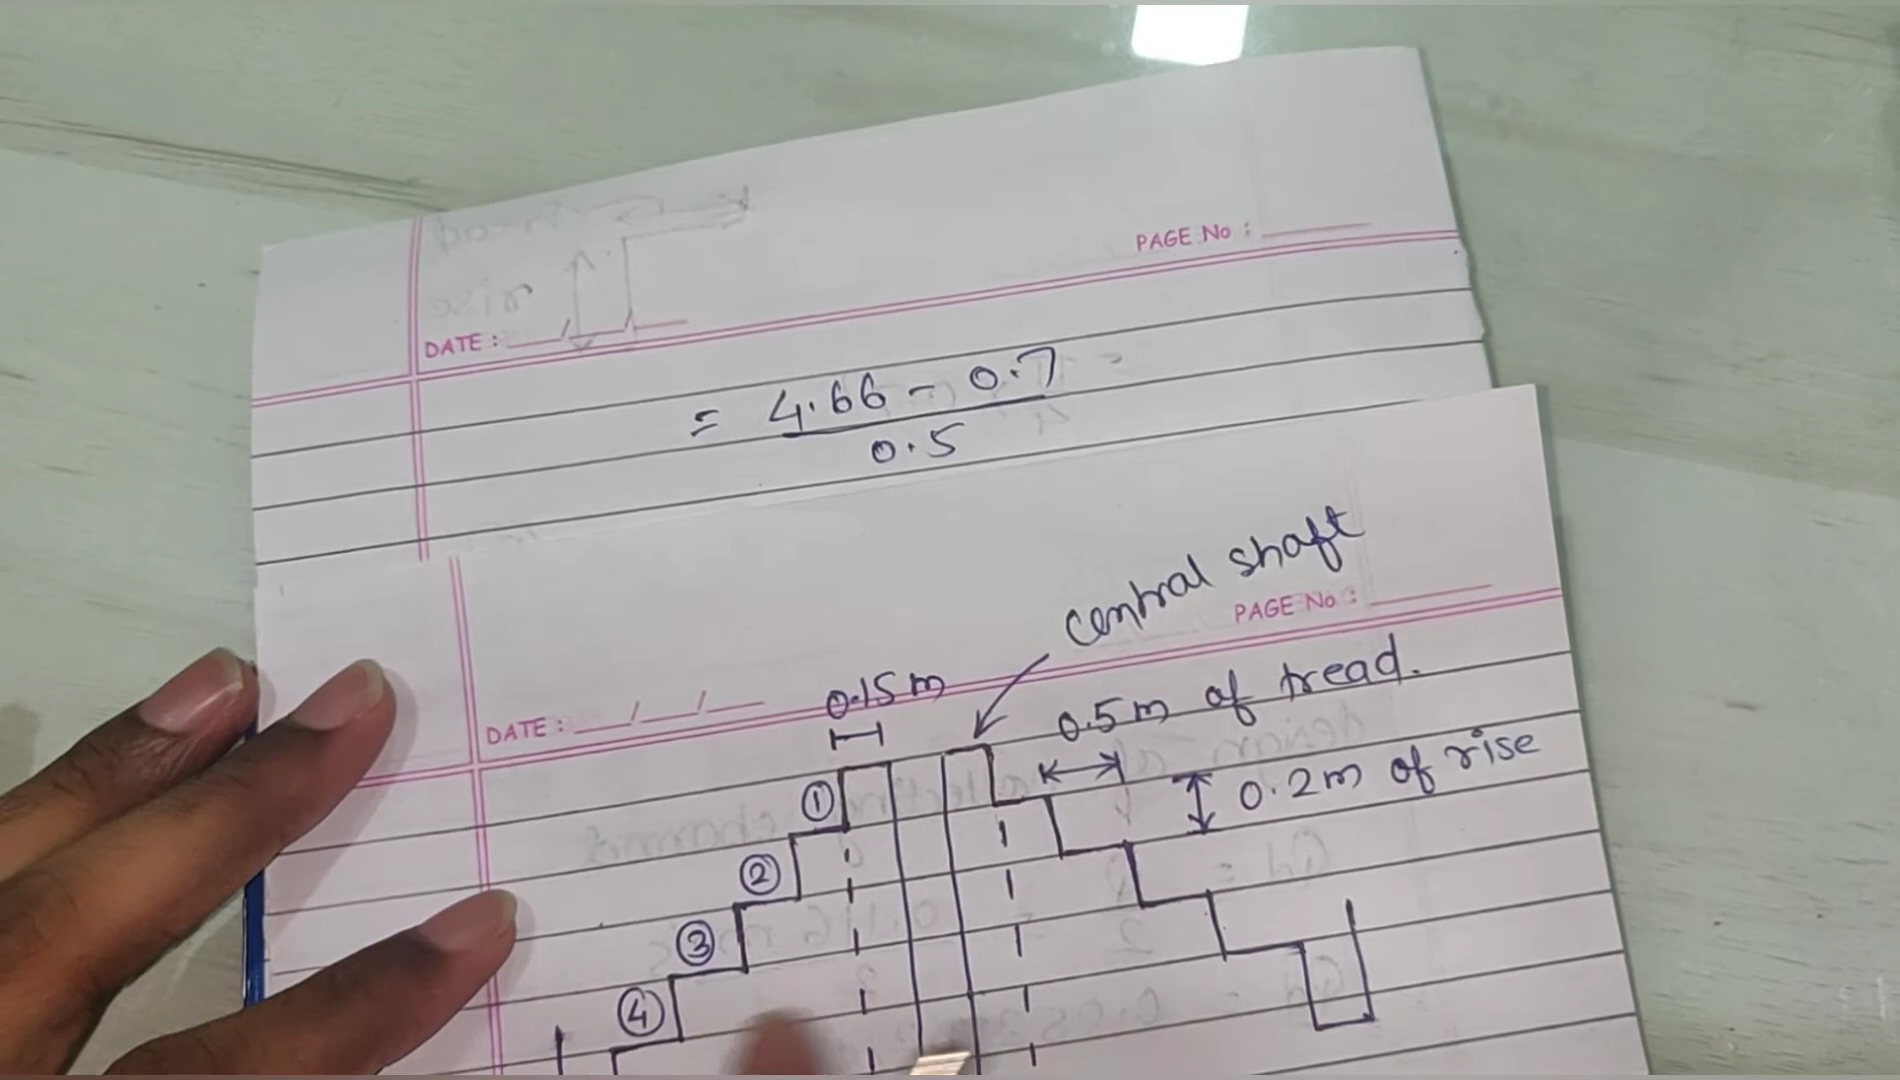 PAGE No :
rise
DATE :
= 4.66 - 0.7
0.5
central shaft
PAGE No :
0.15 m
0.5 m of tread.
DATE :
0.2 m of rise
①
②
③
④